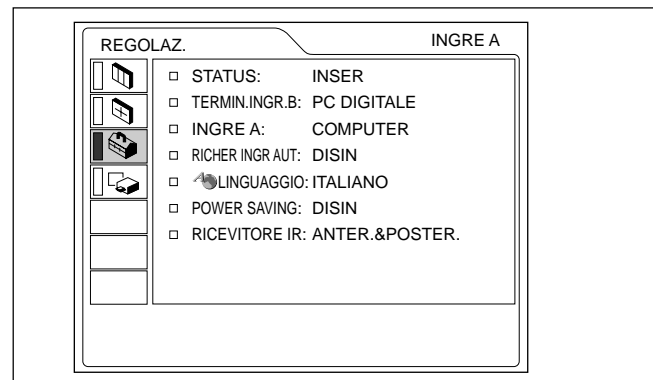 REGOLAZ. INGRE A
STATUS: INSER
TERMIN.INGR.B: PC DIGITALE
INGRE A: COMPUTER
RICHER INGR AUT: DISIN
LINGUAGGIO: ITALIANO
POWER SAVING: DISIN
RICEVITORE IR: ANTER.&POSTER.